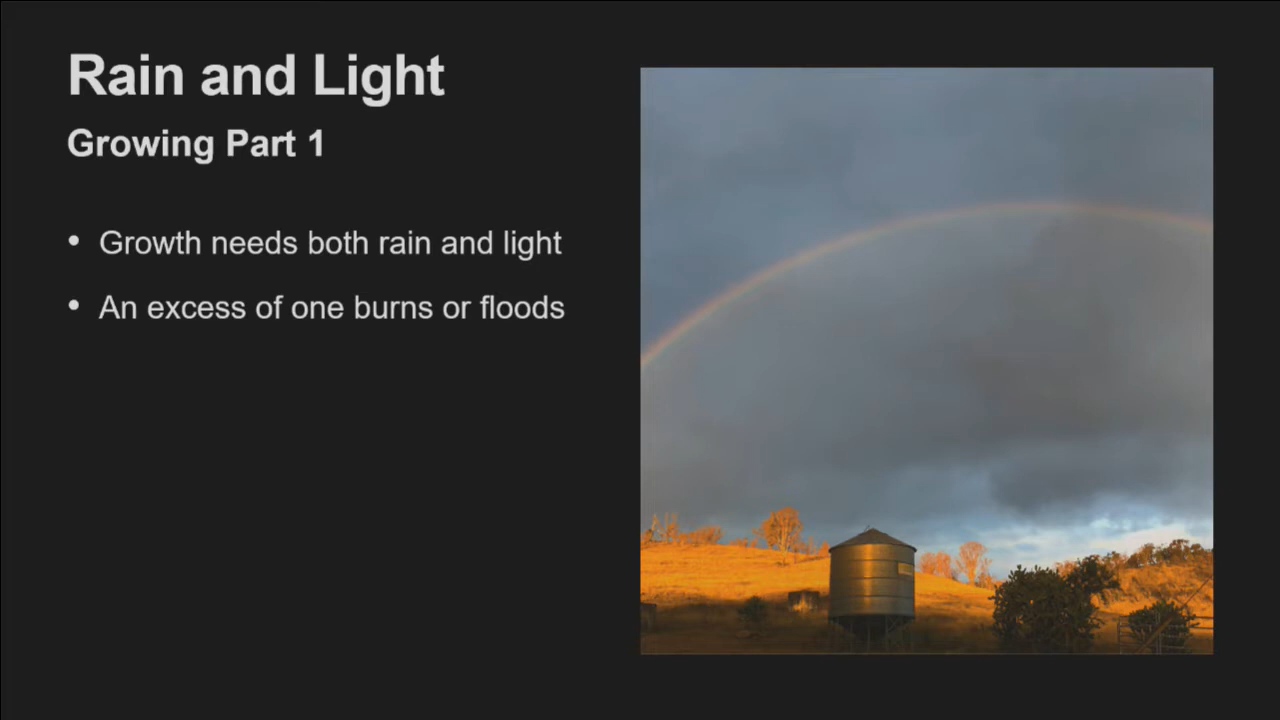 Rain and Light
Growing Part 1
• Growth needs both rain and light
• An excess of one burns or floods